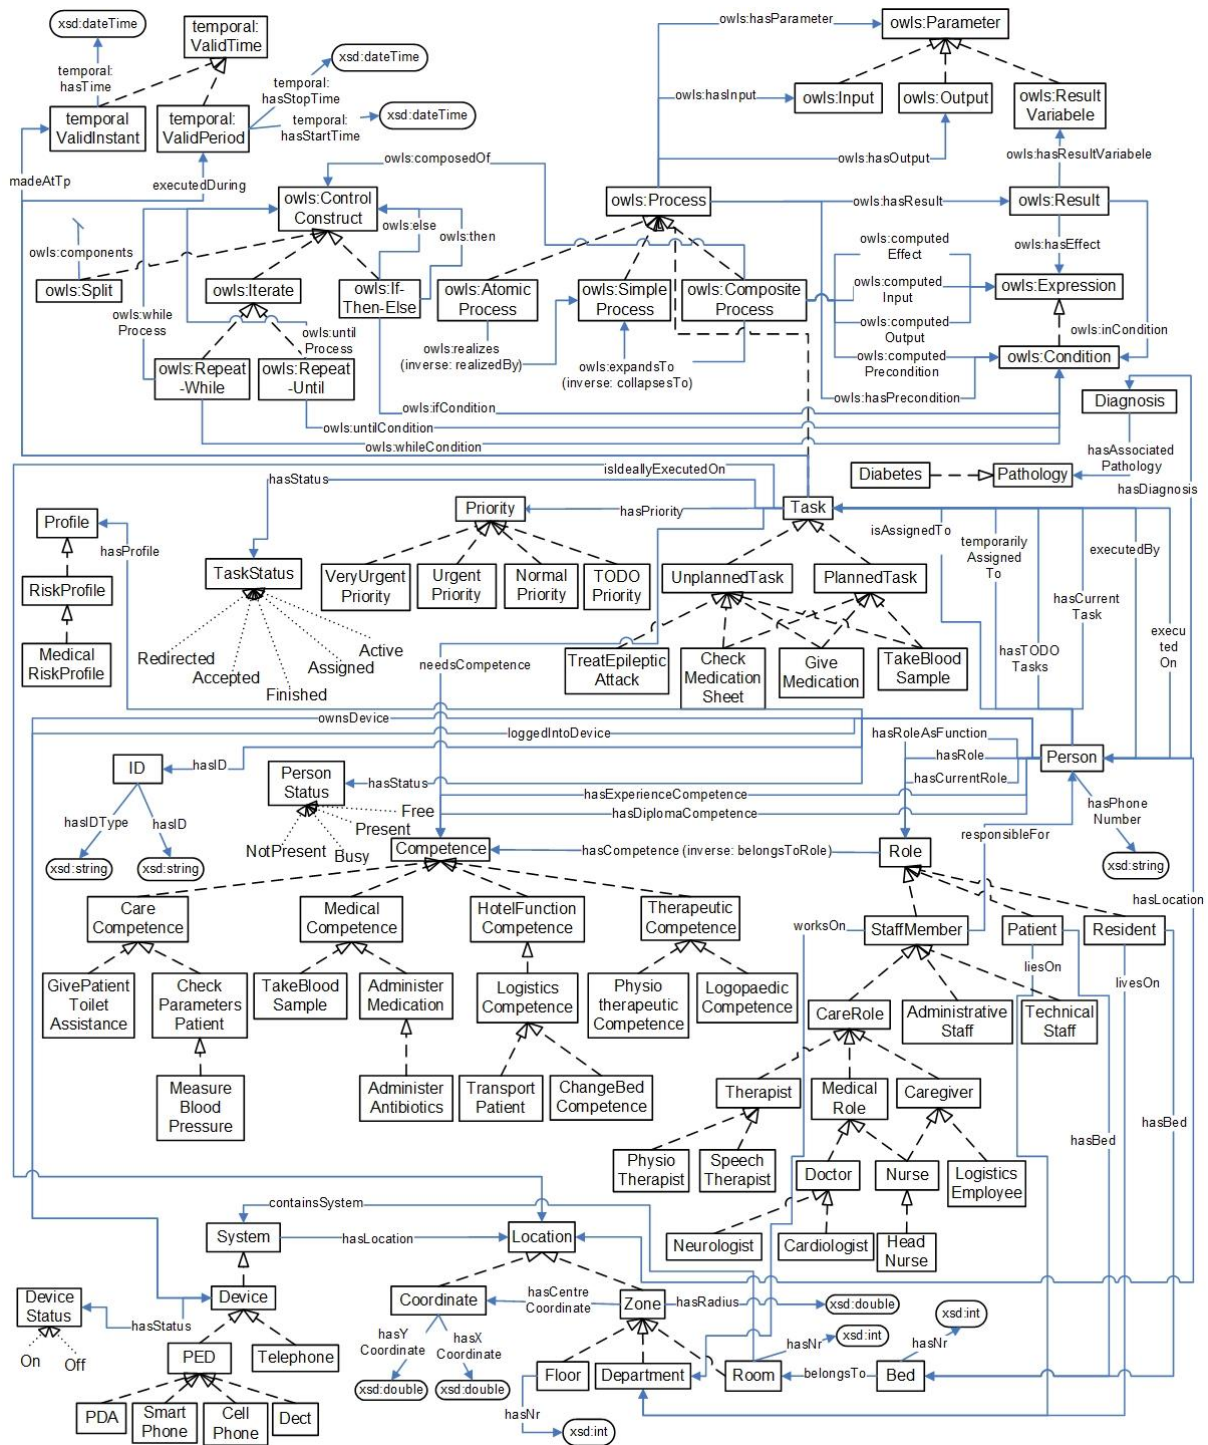 xsd:dateTime
temporal:
ValidTime
owls:hasParameter
owls:Parameter
xsd:dateTime
temporal:
hasTime
temporal:
hasStopTime
temporal
ValidInstant
temporal:
ValidPeriod
temporal:
hasStartTime
xsd:dateTime
owls:hasInput
owls:Input
owls:Output
owls:Result
Variabele
owls:composedOf
owls:hasOutput
owls:hasResultVariabele
madeAtTp
executedDuring
owls:Control
Construct
owls:else
owls:then
owls:Process
owls:hasResult
owls:Result
owls:components
owls:computed
Effect
owls:hasEffect
owls:Split
owls:Iterate
owls:If-
Then-Else
owls:Atomic
Process
owls:Simple
Process
owls:Composite
Process
owls:computed
Input
owls:Expression
owls:while
Process
owls:until
Process
owls:computed
Output
owls:inCondition
owls:realizes
(inverse: realizedBy)
owls:expandsTo
(inverse: collapsesTo)
owls:computed
Precondition
owls:Condition
owls:Repeat
-While
owls:Repeat
-Until
owls:hasPrecondition
Diagnosis
owls:ifCondition
owls:untilCondition
owls:whileCondition
hasAssociated
Pathology
isIdeallyExecutedOn
hasStatus
Diabetes
Pathology
hasDiagnosis
Profile
hasProfile
Priority
hasPriority
Task
isAssignedTo
temporarily
Assigned
To
executedBy
TaskStatus
RiskProfile
VeryUrgent
Priority
Urgent
Priority
Normal
Priority
TODO
Priority
UnplannedTask
PlannedTask
hasCurrent
Task
execu
ted
On
Medical
RiskProfile
Redirected
Accepted
Finished
Assigned
Active
needsCompetence
TreatEpileptic
Attack
Check
Medication
Sheet
Give
Medication
TakeBlood
Sample
hasTODO
Tasks
ownsDevice
loggedIntoDevice
hasRoleAsFunction
hasRole
hasCurrentRole
Person
ID
hasID
Person
Status
hasStatus
hasExperienceCompetence
hasDiplomaCompetence
hasPhone
Number
hasIDType
hasID
Free
Present
Busy
NotPresent
responsibleFor
xsd:string
xsd:string
Competence
hasCompetence (inverse: belongsToRole)
Role
xsd:string
hasLocation
Care
Competence
Medical
Competence
HotelFunction
Competence
Therapeutic
Competence
worksOn
StaffMember
Patient
Resident
liesOn
livesOn
GivePatient
Toilet
Assistance
Check
Parameters
Patient
TakeBlood
Sample
Administer
Medication
Logistics
Competence
Physio
therapeutic
Competence
Logopaedic
Competence
CareRole
Administrative
Staff
Technical
Staff
Measure
Blood
Pressure
Administer
Antibiotics
Transport
Patient
ChangeBed
Competence
Therapist
Medical
Role
Caregiver
hasBed
hasBed
Physio
Therapist
Speech
Therapist
Doctor
Nurse
Logistics
Employee
containsSystem
System
hasLocation
Location
Neurologist
Cardiologist
Head
Nurse
Device
Status
hasStatus
Device
Coordinate
hasCentre
Coordinate
Zone
hasRadius
xsd:double
xsd:int
On
Off
PED
Telephone
hasY
Coordinate
hasX
Coordinate
hasNr
xsd:int
hasNr
xsd:double
xsd:double
Floor
Department
Room
belongsTo
Bed
PDA
Smart
Phone
Cell
Phone
Dect
hasNr
xsd:int